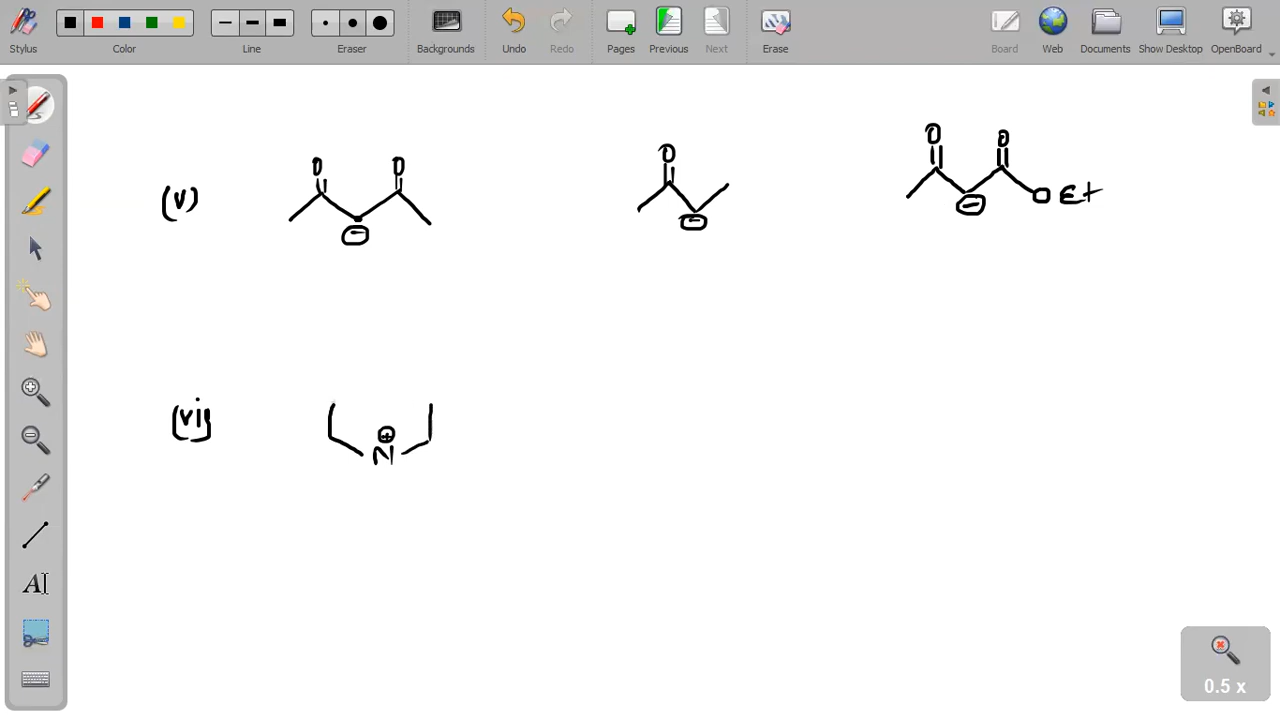 Stylus Color Line Eraser Backgrounds Undo Redo Pages Previous Next Erase Board Web Documents Show Desktop OpenBoard
O O O O O
(v) ⊖ ⊖ ⊖ O Et
(vi) ⊕
N
0.5 x